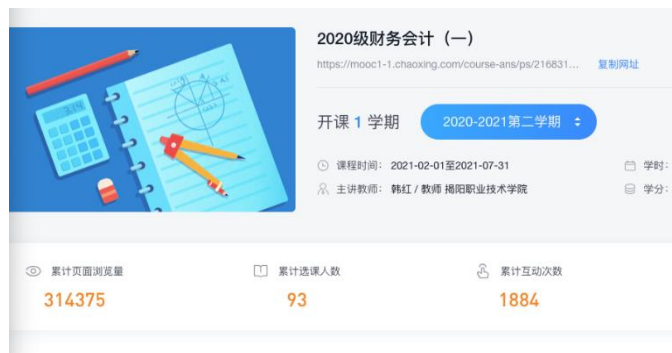 2020级财务会计（一）
https://mooc1-1.chaoxing.com/course-ans/ps/216831... 复制网址
开课 1 学期 2020-2021第二学期
课程时间： 2021-02-01至2021-07-31 学时：
主讲教师： 韩红 / 教师 揭阳职业技术学院 学分：
累计页面浏览量 累计选课人数 累计互动次数
314375 93 1884